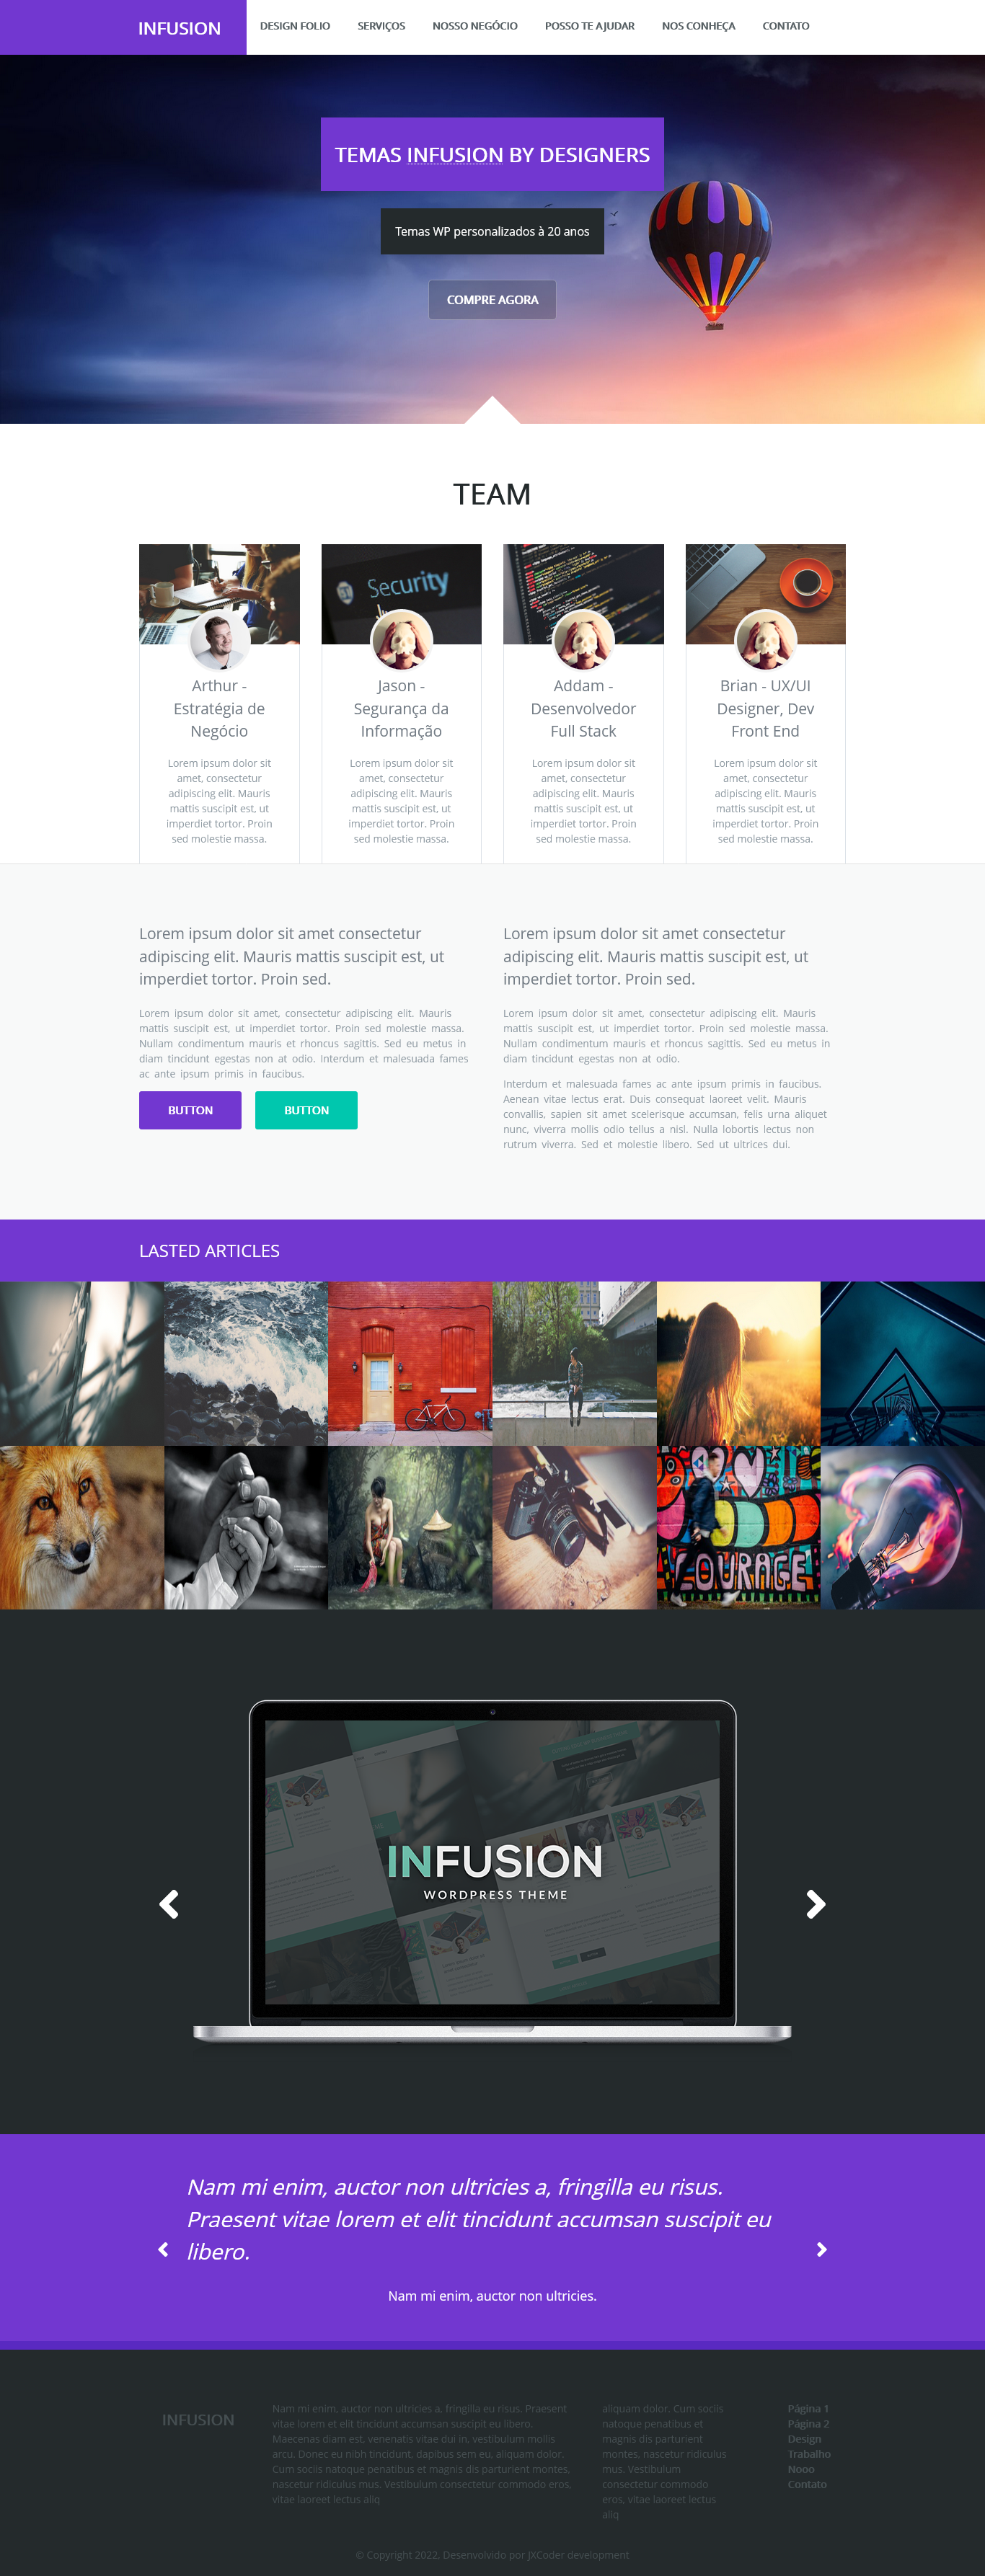 INFUSION
DESIGN FOLIO
SERVIÇOS
NOSSO NEGÓCIO
POSSO TE AJUDAR
NOS CONHEÇA
CONTATO
TEMAS INFUSION BY DESIGNERS
Temas WP personalizados à 20 anos
COMPRE AGORA
TEAM
Security
Arthur -
Estratégia de
Negócio
Lorem ipsum dolor sit
amet, consectetur
adipiscing elit. Mauris
mattis suscipit est, ut
imperdiet tortor. Proin
sed molestie massa.
Jason -
Segurança da
Informação
Lorem ipsum dolor sit
amet, consectetur
adipiscing elit. Mauris
mattis suscipit est, ut
imperdiet tortor. Proin
sed molestie massa.
Addam -
Desenvolvedor
Full Stack
Lorem ipsum dolor sit
amet, consectetur
adipiscing elit. Mauris
mattis suscipit est, ut
imperdiet tortor. Proin
sed molestie massa.
Brian - UX/UI
Designer, Dev
Front End
Lorem ipsum dolor sit
amet, consectetur
adipiscing elit. Mauris
mattis suscipit est, ut
imperdiet tortor. Proin
sed molestie massa.
Lorem ipsum dolor sit amet consectetur
adipiscing elit. Mauris mattis suscipit est, ut
imperdiet tortor. Proin sed.
Lorem ipsum dolor sit amet, consectetur adipiscing elit. Mauris
mattis suscipit est, ut imperdiet tortor. Proin sed molestie massa.
Nullam condimentum mauris et rhoncus sagittis. Sed eu metus in
diam tincidunt egestas non at odio. Interdum et malesuada fames
ac ante ipsum primis in faucibus.
BUTTON
BUTTON
Lorem ipsum dolor sit amet consectetur
adipiscing elit. Mauris mattis suscipit est, ut
imperdiet tortor. Proin sed.
Lorem ipsum dolor sit amet, consectetur adipiscing elit. Mauris
mattis suscipit est, ut imperdiet tortor. Proin sed molestie massa.
Nullam condimentum mauris et rhoncus sagittis. Sed eu metus in
diam tincidunt egestas non at odio.
Interdum et malesuada fames ac ante ipsum primis in faucibus.
Aenean vitae lectus erat. Duis consequat laoreet velit. Mauris
convallis, sapien sit amet scelerisque accumsan, felis urna aliquet
nunc, viverra mollis odio tellus a nisl. Nulla lobortis lectus non
rutrum viverra. Sed et molestie libero. Sed ut ultrices dui.
LASTED ARTICLES
COURAGE
INFUSION
WORDPRESS THEME
Nam mi enim, auctor non ultricies a, fringilla eu risus.
Praesent vitae lorem et elit tincidunt accumsan suscipit eu
libero.
Nam mi enim, auctor non ultricies.
INFUSION
Nam mi enim, auctor non ultricies a, fringilla eu risus. Praesent
vitae lorem et elit tincidunt accumsan suscipit eu libero.
Maecenas diam est, venenatis vitae dui in, vestibulum mollis
arcu. Donec eu nibh tincidunt, dapibus sem eu, aliquam dolor.
Cum sociis natoque penatibus et magnis dis parturient montes,
nascetur ridiculus mus. Vestibulum consectetur commodo eros,
vitae laoreet lectus aliq
aliquam dolor. Cum sociis
natoque penatibus et
magnis dis parturient
montes, nascetur ridiculus
mus. Vestibulum
consectetur commodo
eros, vitae laoreet lectus
aliq
Página 1
Página 2
Design
Trabalho
Nooo
Contato
© Copyright 2022, Desenvolvido por JXCoder development